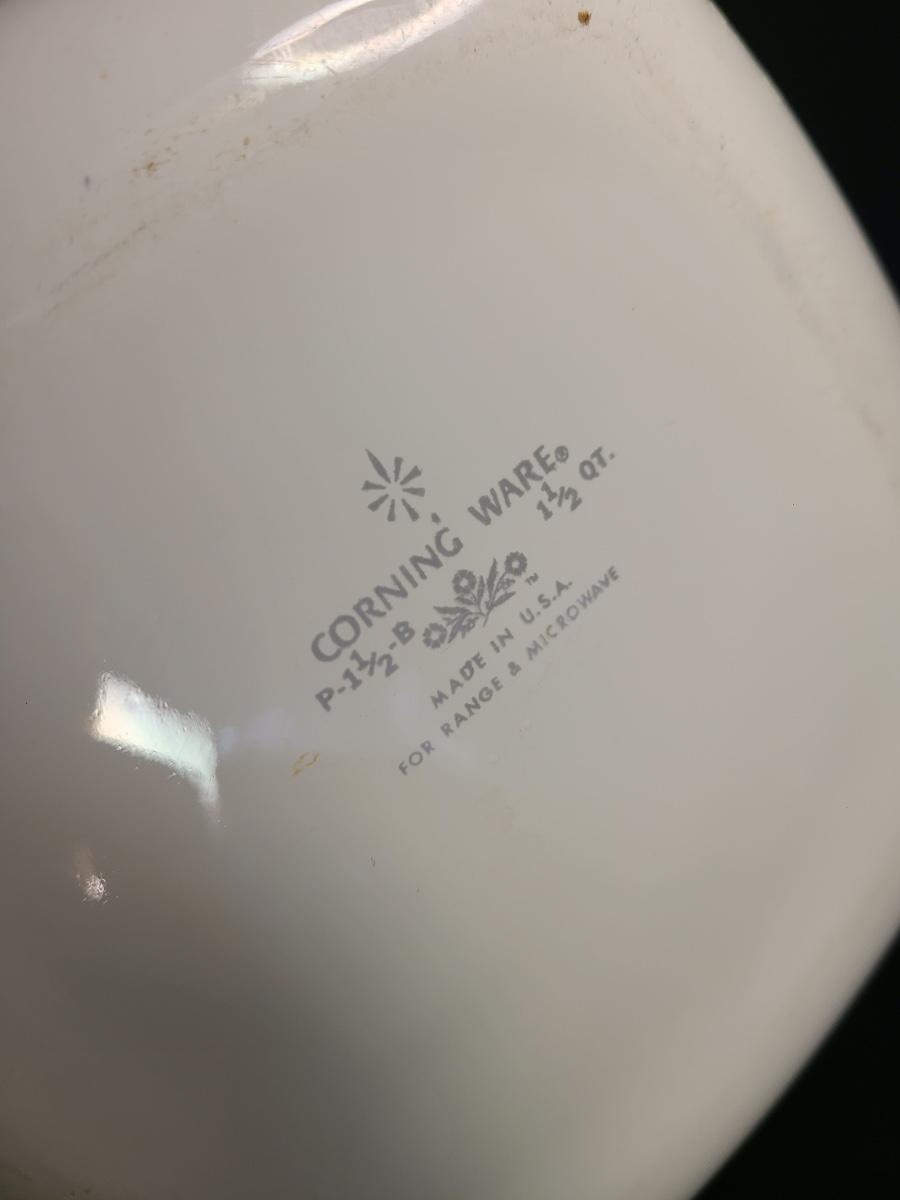 CORNING WARE®
P-1½-B 1½ QT.
™
MADE IN U.S.A.
FOR RANGE & MICROWAVE